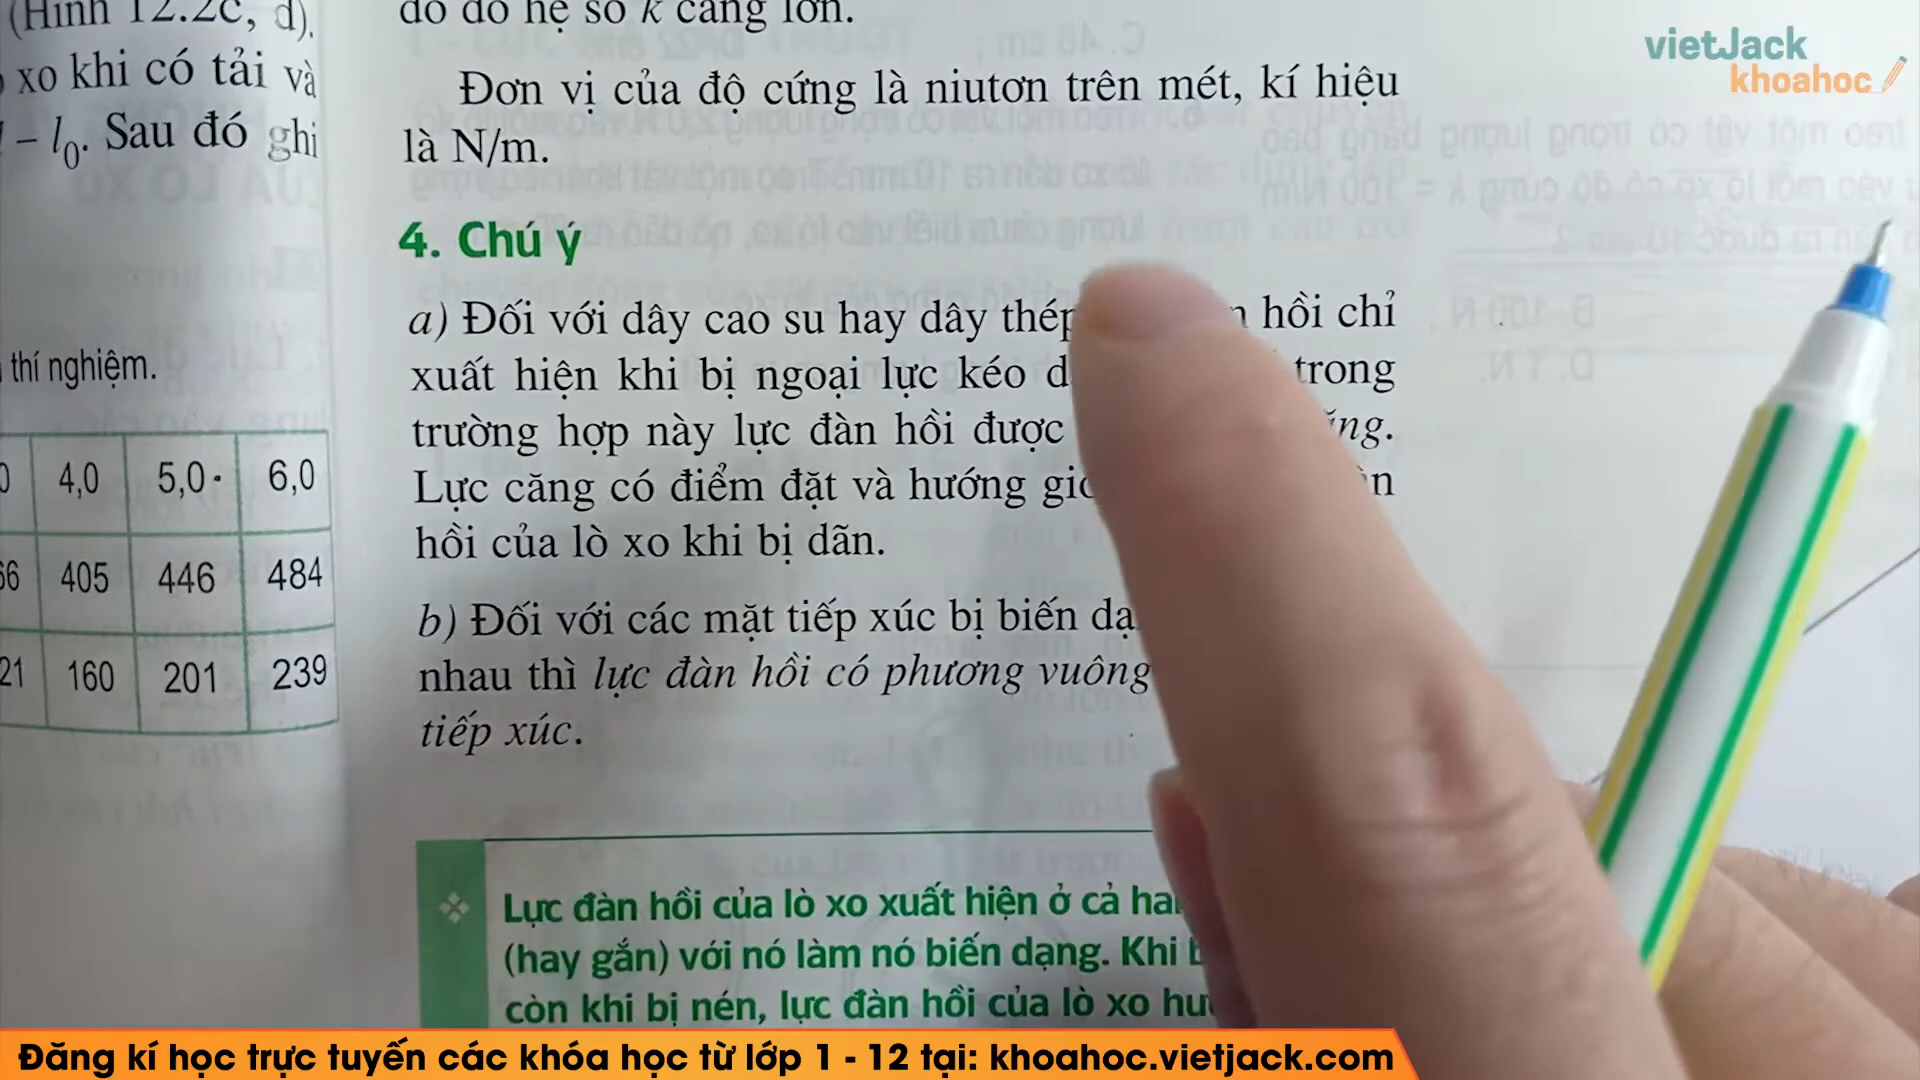 (Hình 12.2c, d).
xo khi có tải và
– l0. Sau đó ghi
thí nghiệm.
4,0 5,0 6,0
66 405 446 484
21 160 201 239
do đó hệ số k càng lớn.
Đơn vị của độ cứng là niutơn trên mét, kí hiệu
là N/m.
4. Chú ý
a) Đối với dây cao su hay dây thép hồi chỉ
xuất hiện khi bị ngoại lực kéo trong
trường hợp này lực đàn hồi được
Lực căng có điểm đặt và hướng
hồi của lò xo khi bị dãn.
b) Đối với các mặt tiếp xúc bị biến
nhau thì lực đàn hồi có phương vuông
tiếp xúc.
Lực đàn hồi của lò xo xuất hiện ở cả
(hay gắn) với nó làm nó biến dạng. Khi
còn khi bị nén, lực đàn hồi của lò xo
vietJack
khoahoc
Đăng kí học trực tuyến các khóa học từ lớp 1 - 12 tại: khoahoc.vietjack.com